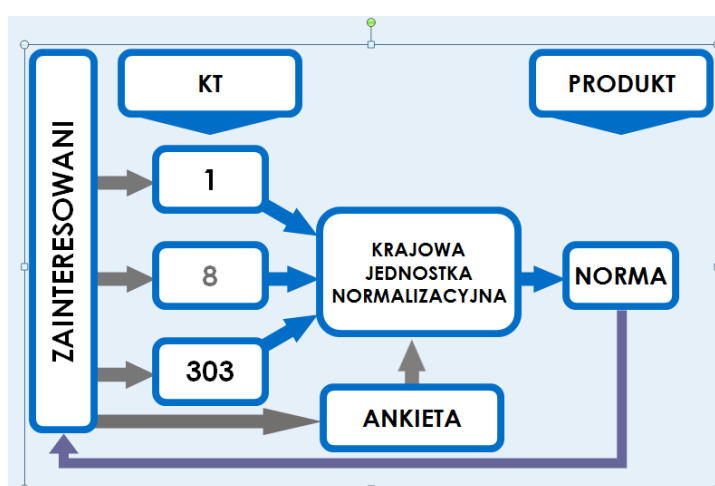 KT
PRODUKT
ZAINTERESOWANI
1
8
303
KRAJOWA
JEDNOSTKA
NORMALIZACYJNA
NORMA
ANKIETA